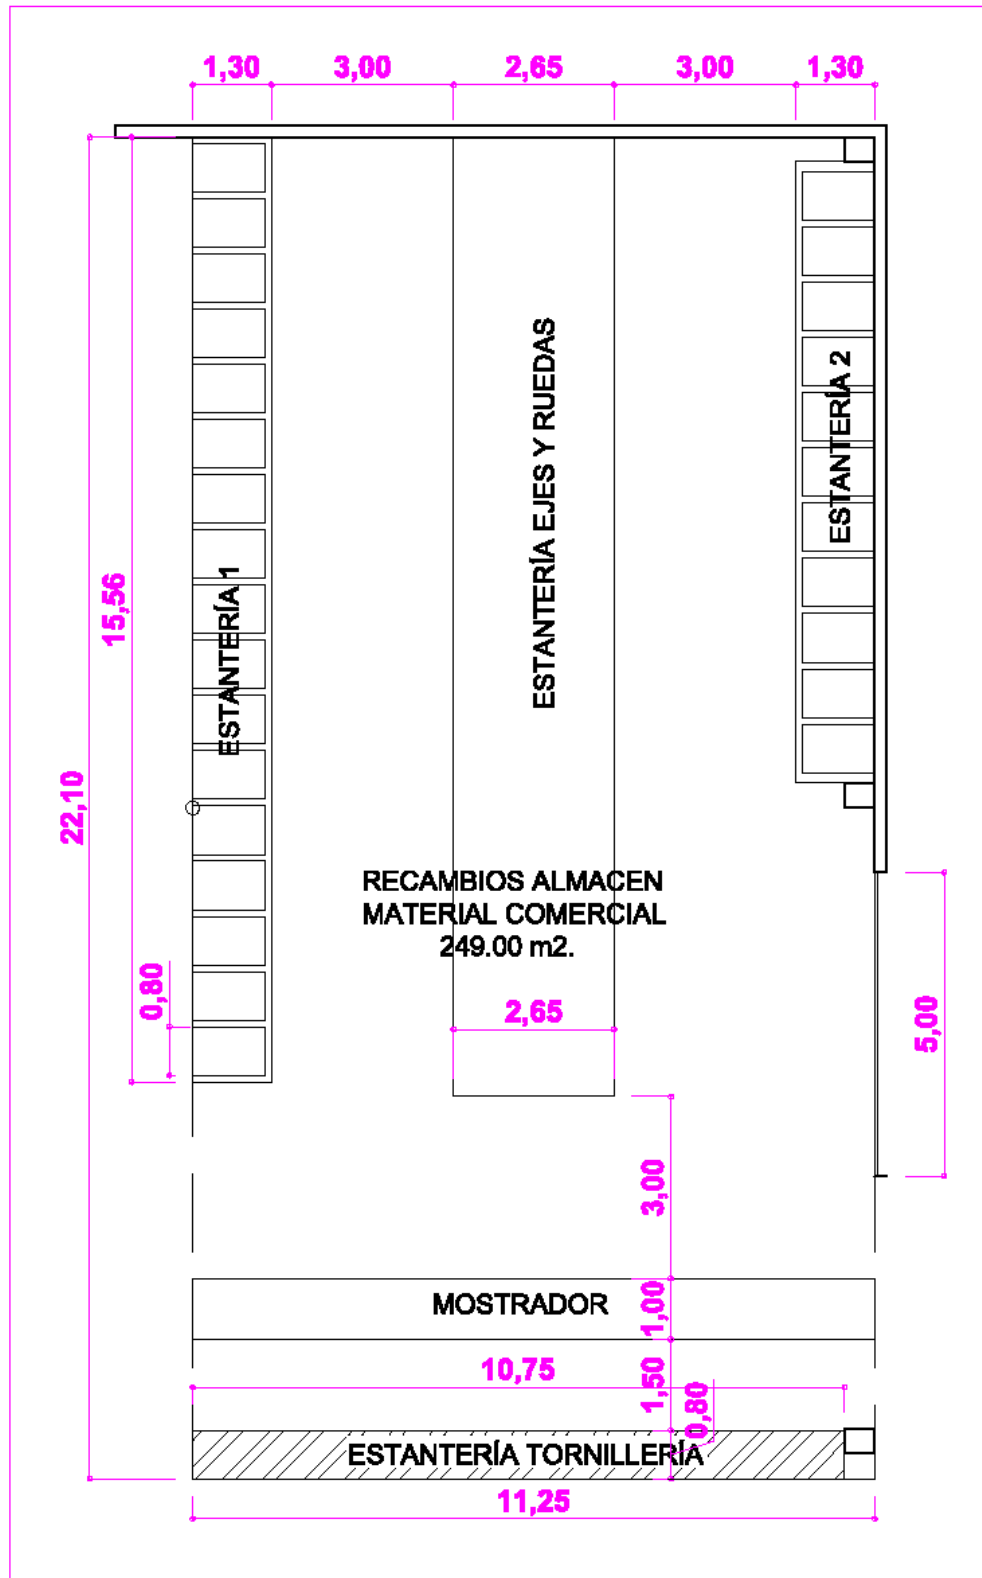 1,30
3,00
2,65
3,00
1,30
ESTANTERÍA EJES Y RUEDAS
ESTANTERÍA 2
ESTANTERÍA 1
15,56
22,10
RECAMBIOS ALMACEN
MATERIAL COMERCIAL
249.00 m2.
0,80
2,65
5,00
3,00
MOSTRADOR
1,00
10,75
1,50
0,80
ESTANTERÍA TORNILLERÍA
11,25